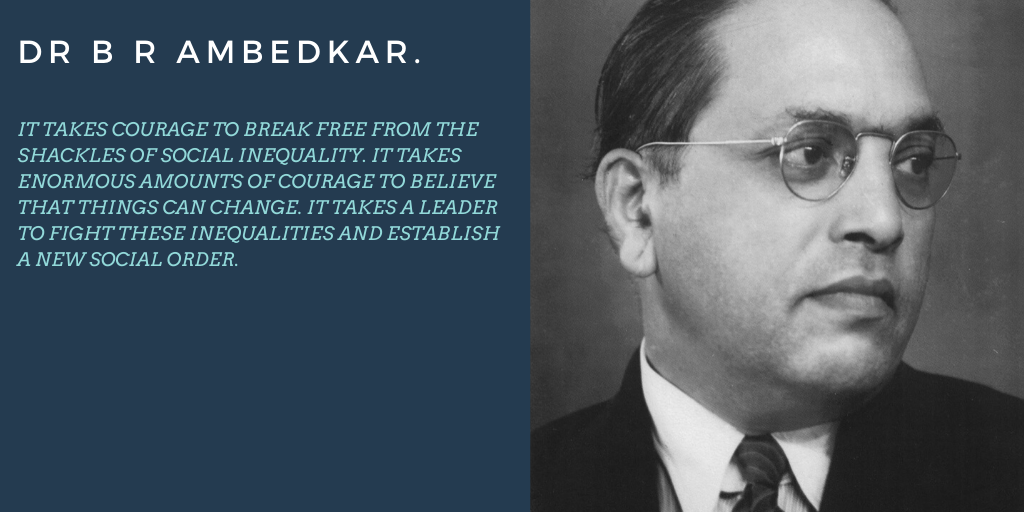 DR B R AMBEDKAR.
IT TAKES COURAGE TO BREAK FREE FROM THE
SHACKLES OF SOCIAL INEQUALITY. IT TAKES
ENORMOUS AMOUNTS OF COURAGE TO BELIEVE
THAT THINGS CAN CHANGE. IT TAKES A LEADER
TO FIGHT THESE INEQUALITIES AND ESTABLISH
A NEW SOCIAL ORDER.